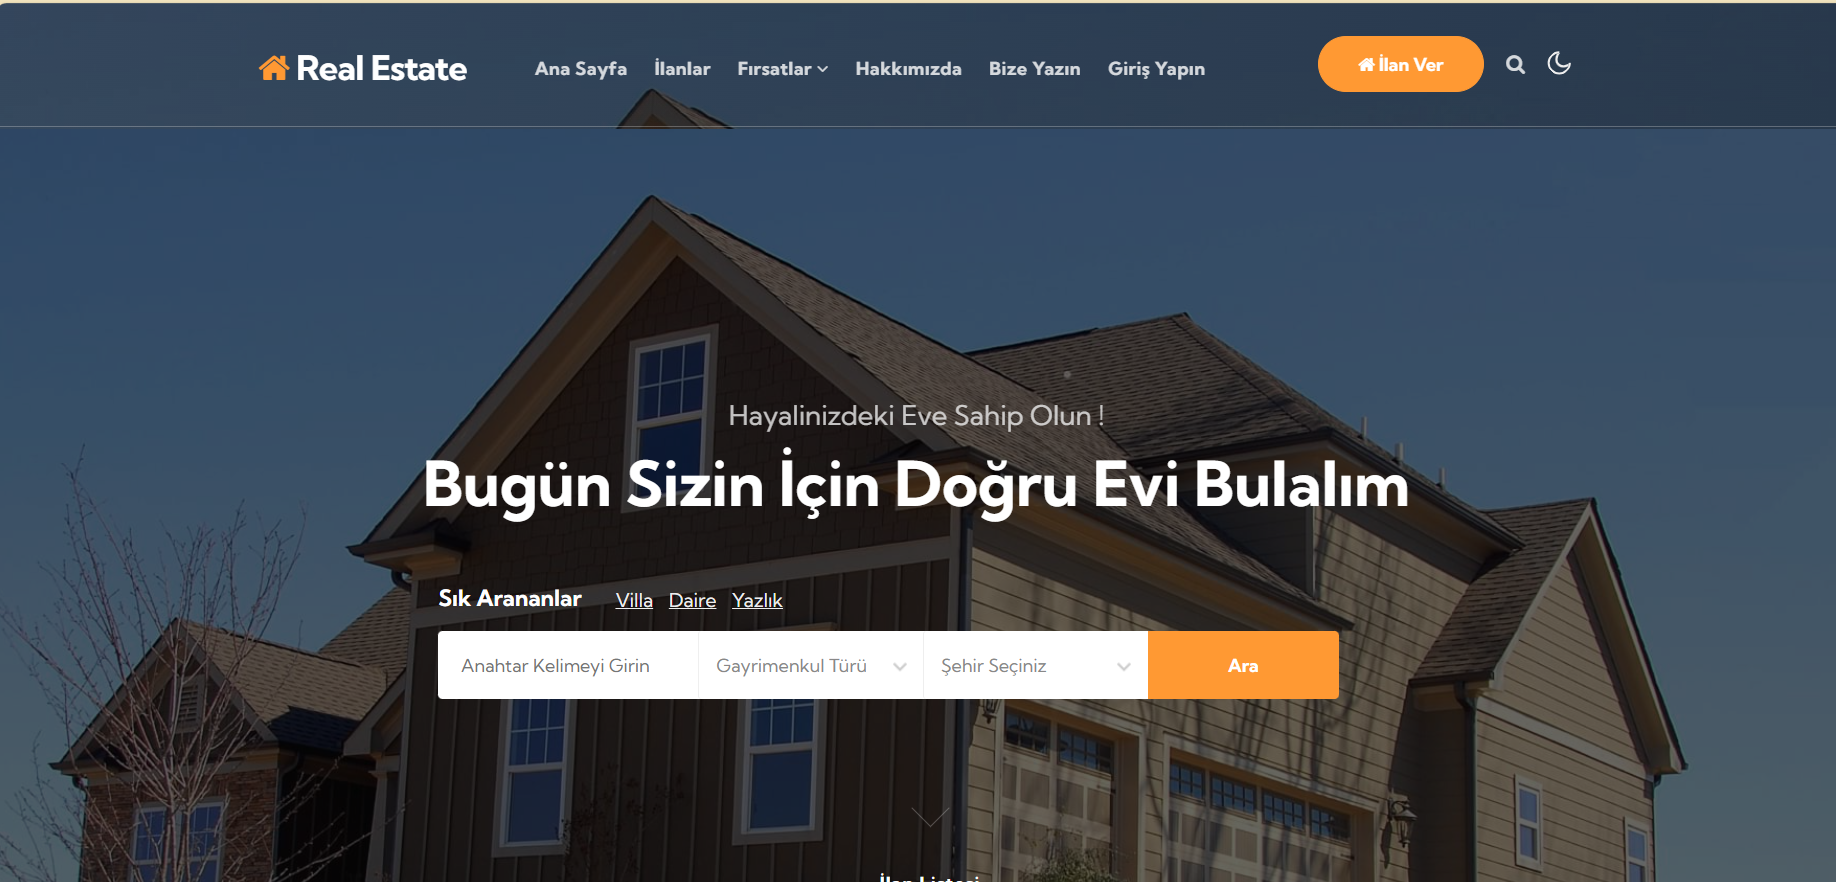 Real Estate
Ana Sayfa İlanlar Fırsatlar Hakkımızda Bize Yazın Giriş Yapın
İlan Ver
Hayalinizdeki Eve Sahip Olun !
Bugün Sizin İçin Doğru Evi Bulalım
Sık Arananlar Villa Daire Yazlık
Anahtar Kelimeyi Girin Gayrimenkul Türü Şehir Seçiniz Ara